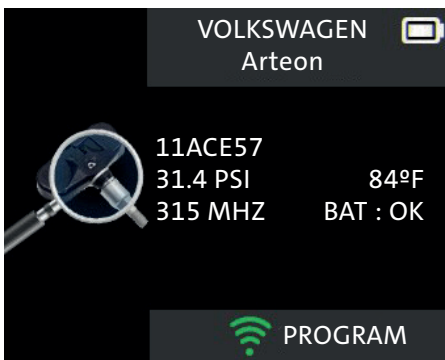 VOLKSWAGEN
Arteon
11ACE57
31.4 PSI 84ºF
315 MHZ BAT : OK
PROGRAM